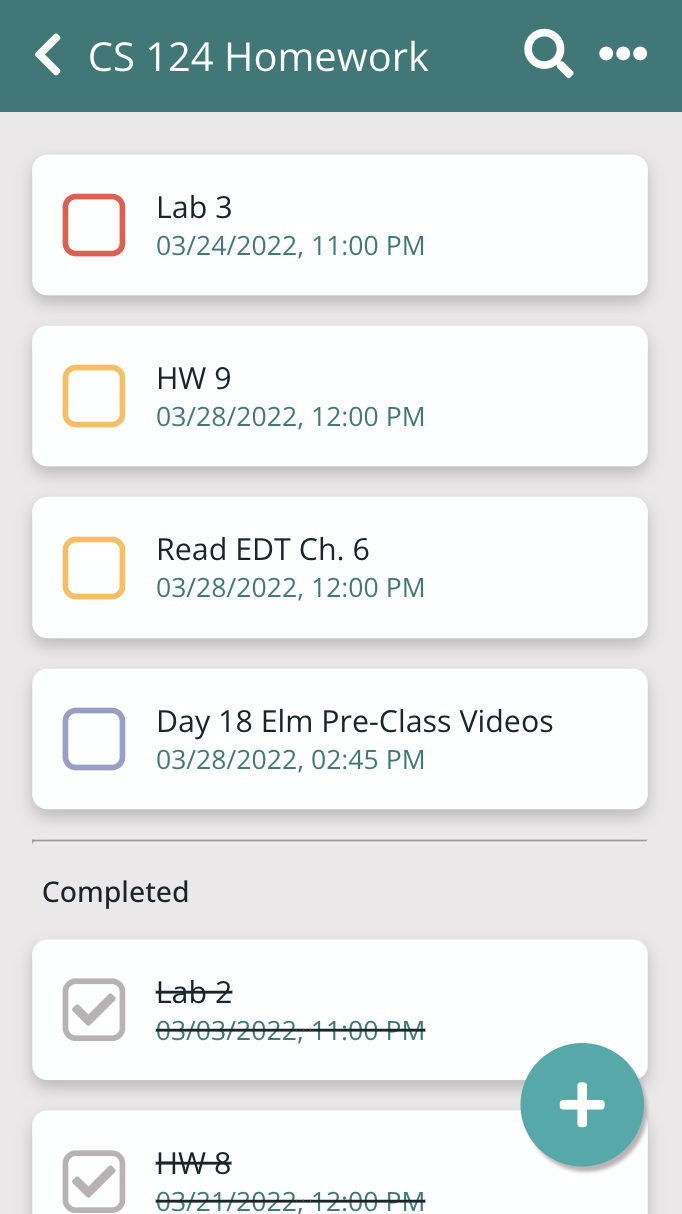 CS 124 Homework
Lab 3
03/24/2022, 11:00 PM
HW 9
03/28/2022, 12:00 PM
Read EDT Ch. 6
03/28/2022, 12:00 PM
Day 18 Elm Pre-Class Videos
03/28/2022, 02:45 PM
Completed
Lab 2
03/03/2022, 11:00 PM
HW 8
03/21/2022, 12:00 PM